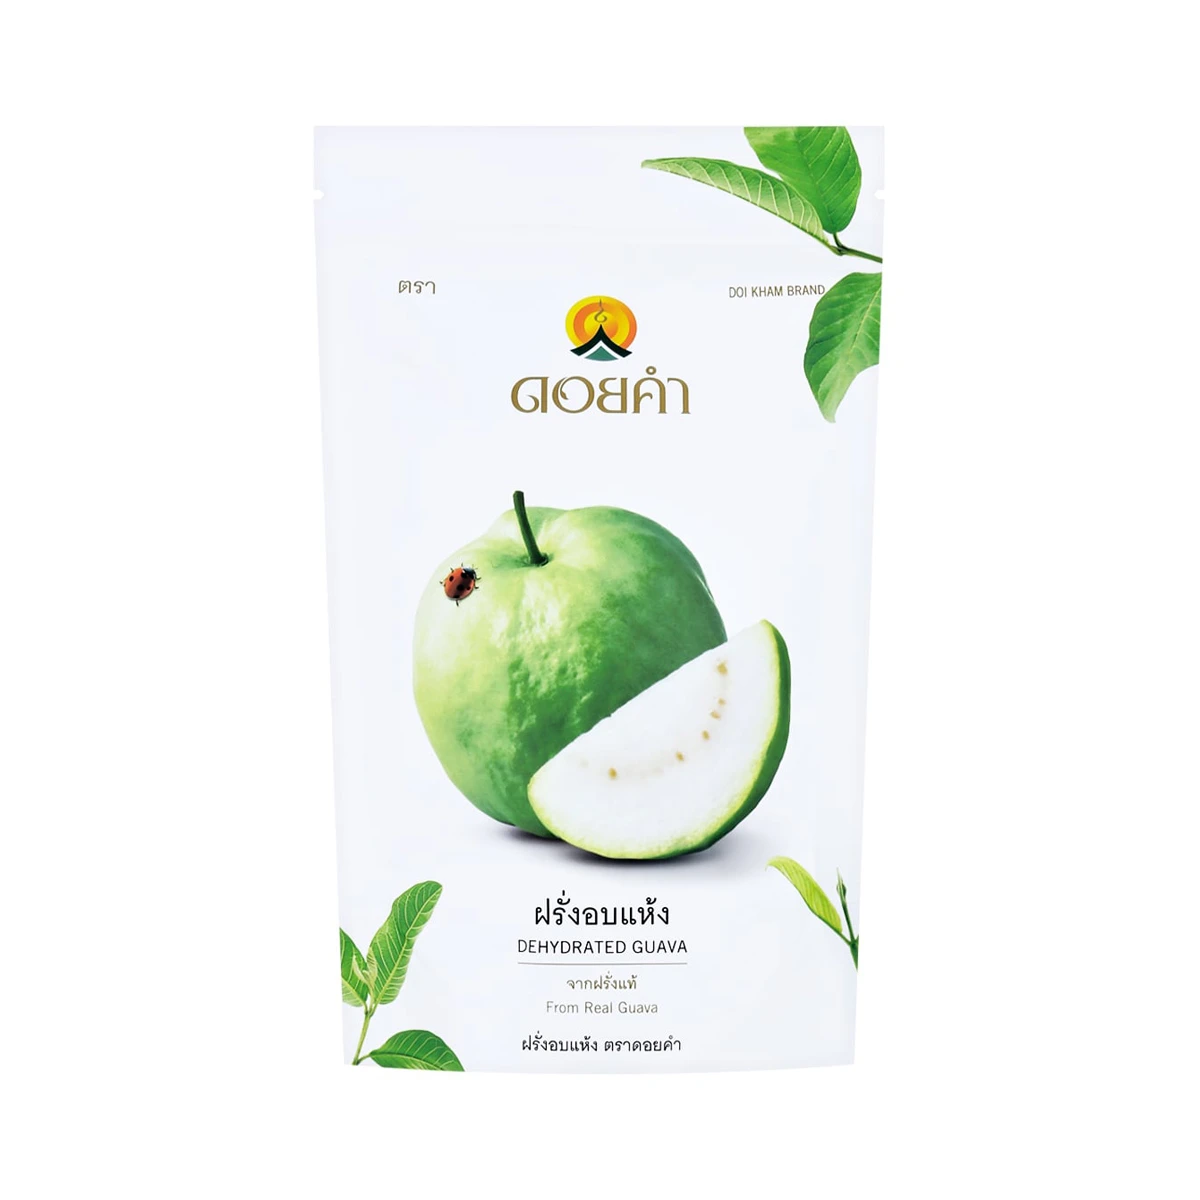 ตรา
DOI KHAM BRAND
ดอยคำ
ฝรั่งอบแห้ง
DEHYDRATED GUAVA
จากฝรั่งแท้
From Real Guava
ฝรั่งอบแห้ง ตราดอยคำ